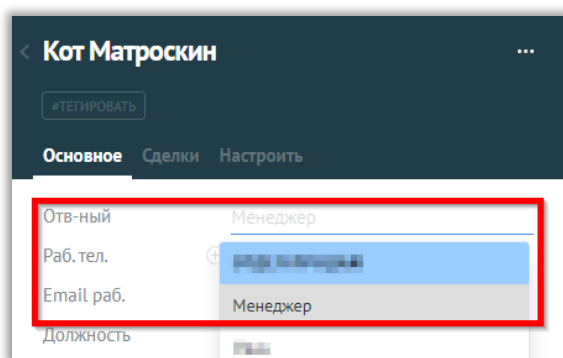 Кот Матроскин
#ТЕГИРОВАТЬ
Основное Сделки Настроить
Отв-ный Менеджер
Раб. тел.
Email раб.
Менеджер
Должность